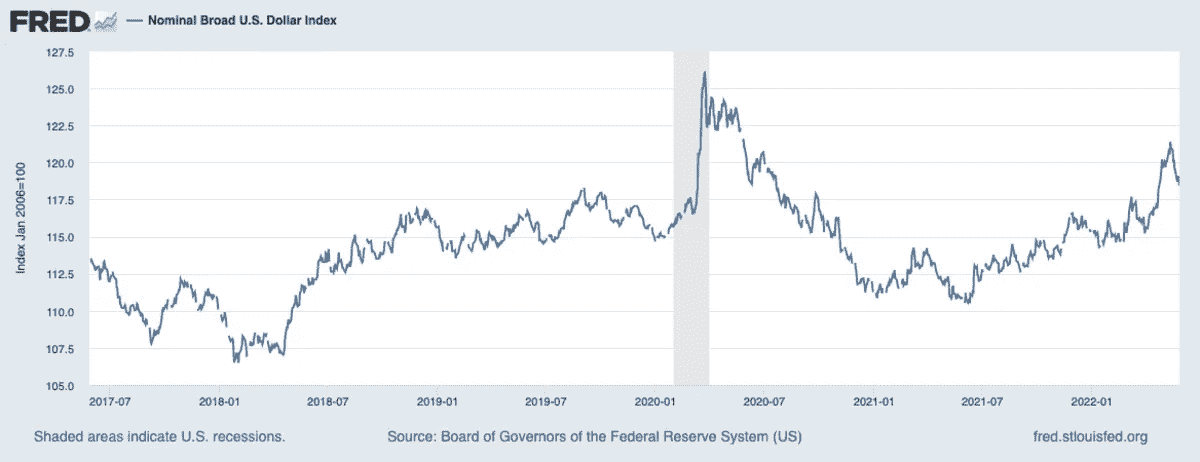 FRED — Nominal Broad U.S. Dollar Index
Index Jan 2006=100
127.5
125.0
122.5
120.0
117.5
115.0
112.5
110.0
107.5
105.0
2017-07 2018-01 2018-07 2019-01 2019-07 2020-01 2020-07 2021-01 2021-07 2022-01
Shaded areas indicate U.S. recessions. Source: Board of Governors of the Federal Reserve System (US) fred.stlouisfed.org